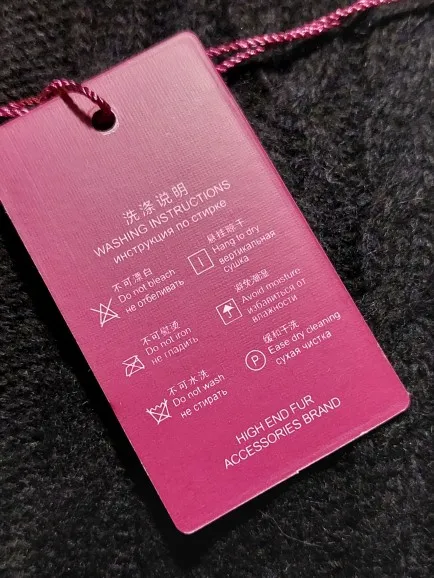 洗涤说明
WASHING INSTRUCTIONS
инструкция по стирке
不可漂白
Do not bleach
не отбеливать
悬挂晾干
Hang to dry
вертикальная
сушка
不可熨烫
Do not iron
не гладить
避免潮湿
Avoid moisture
избавиться от
влажности
不可水洗
Do not wash
не стирать
缓和干洗
P
Ease dry cleaning
сухая чистка
HIGH END FUR
ACCESSORIES BRAND